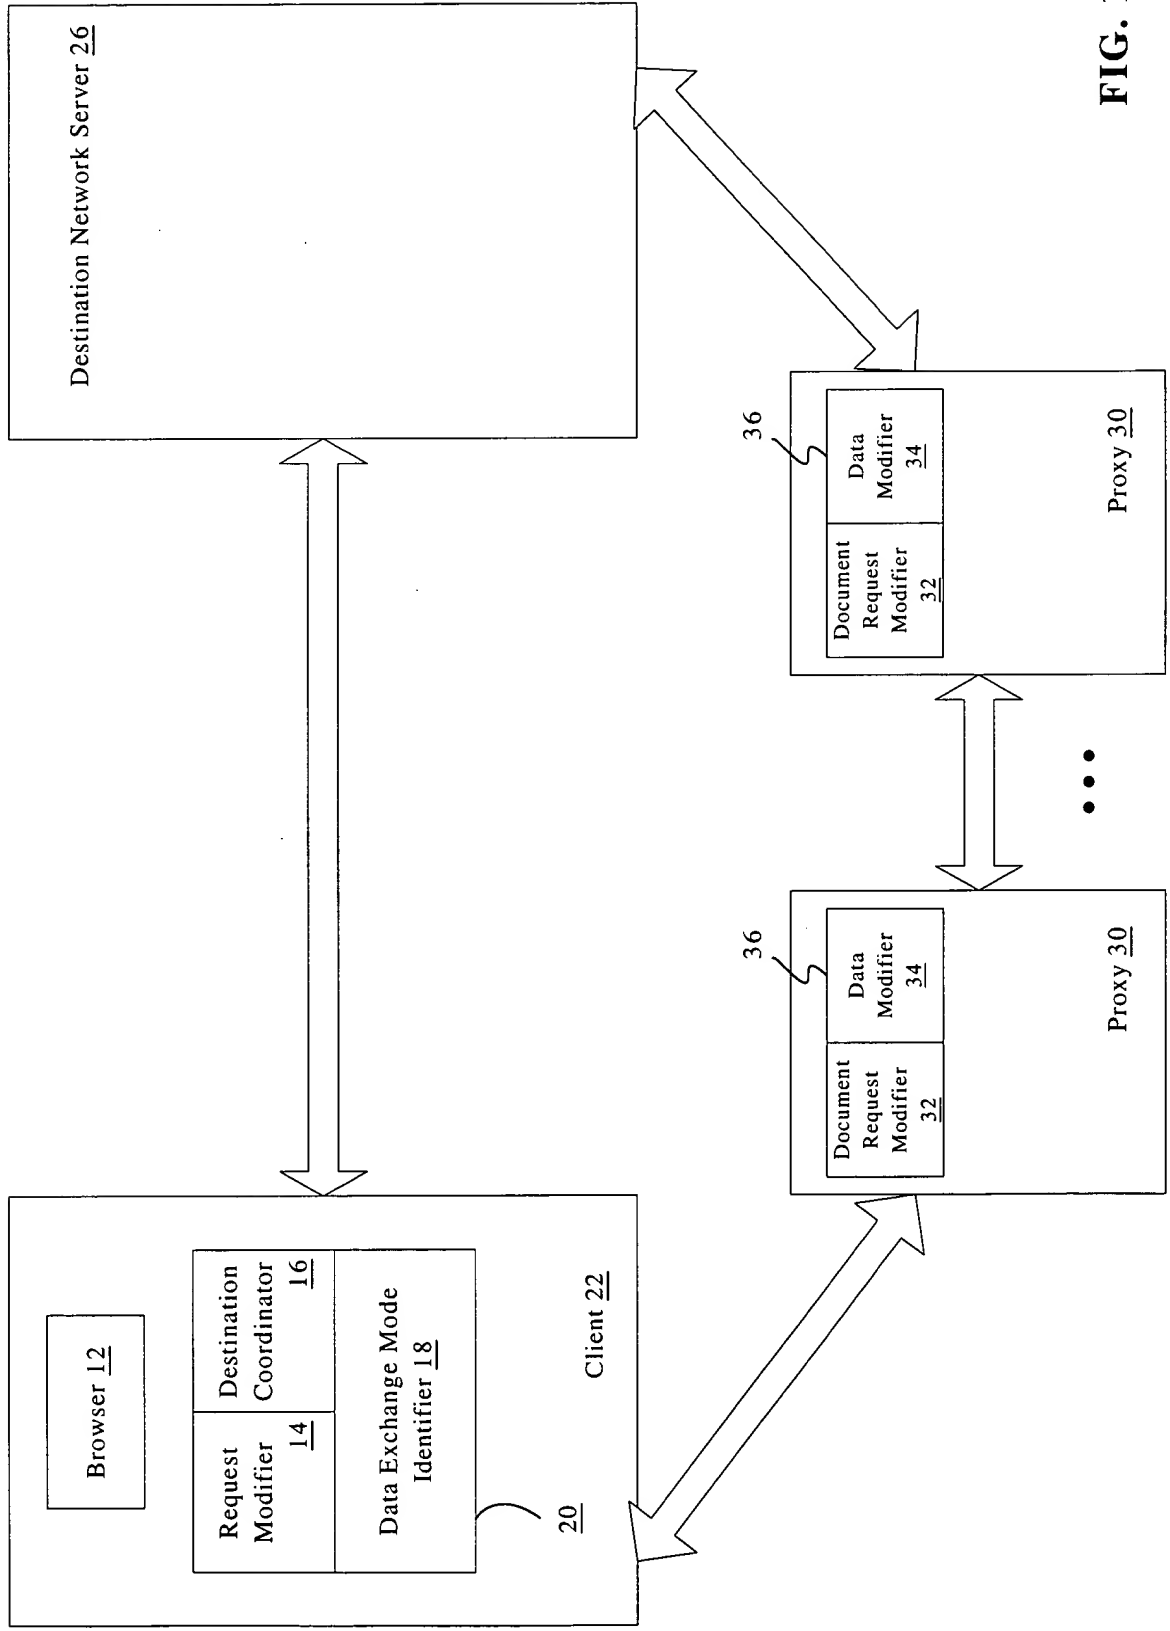 Browser 12
Request
Modifier
14
Destination
Coordinator
16
Data Exchange Mode
Identifier 18
20
Client 22
Destination Network Server 26
36
Document
Request
Modifier
32
Data
Modifier
34
Proxy 30
36
Document
Request
Modifier
32
Data
Modifier
34
Proxy 30
FIG.